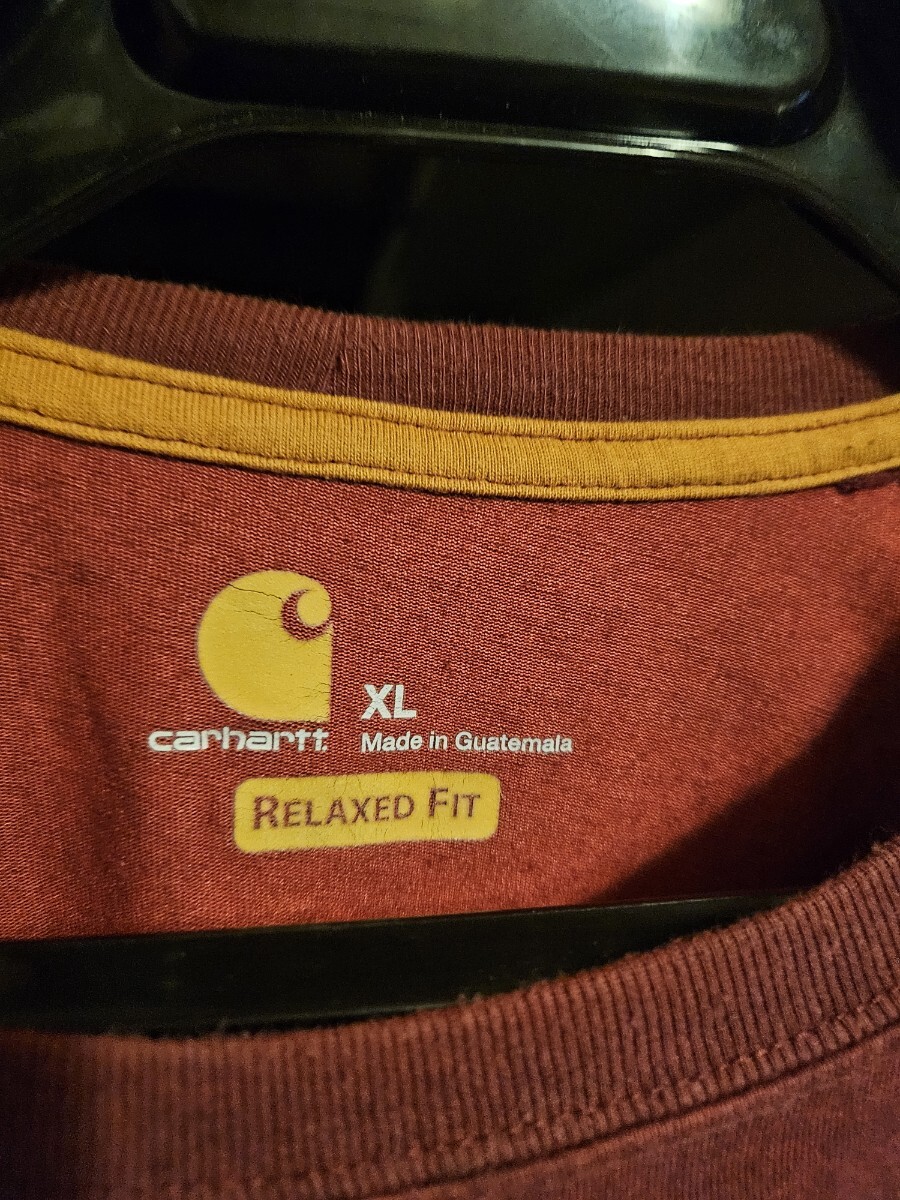 XL
carhartt
Made in Guatemala
RELAXED FIT